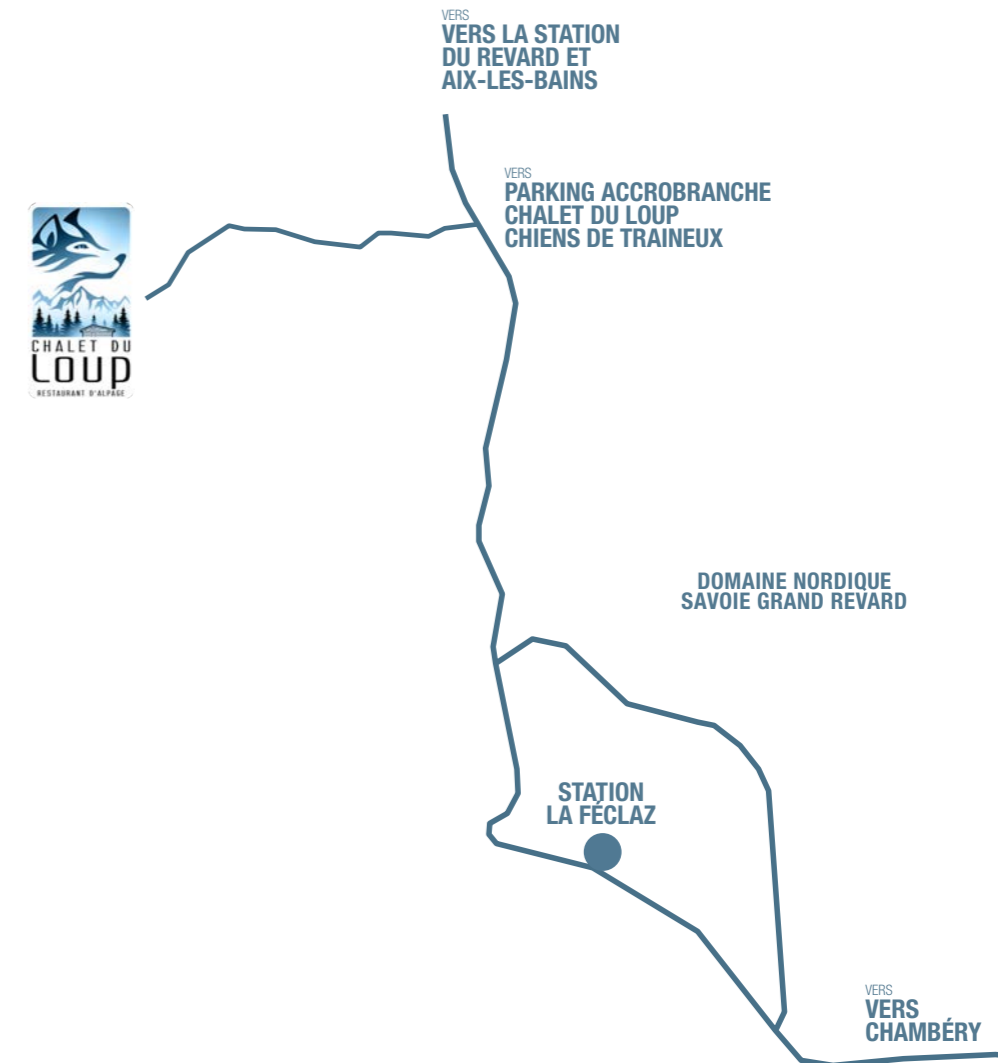 VERS
VERS LA STATION
DU REVARD ET
AIX-LES-BAINS
VERS
PARKING ACCROBRANCHE
CHALET DU LOUP
CHIENS DE TRAINEUX
CHALET DU
LOUP
RESTAURANT D'ALPAGE
DOMAINE NORDIQUE
SAVOIE GRAND REVARD
STATION
LA FÉCLAZ
VERS
VERS
CHAMBÉRY